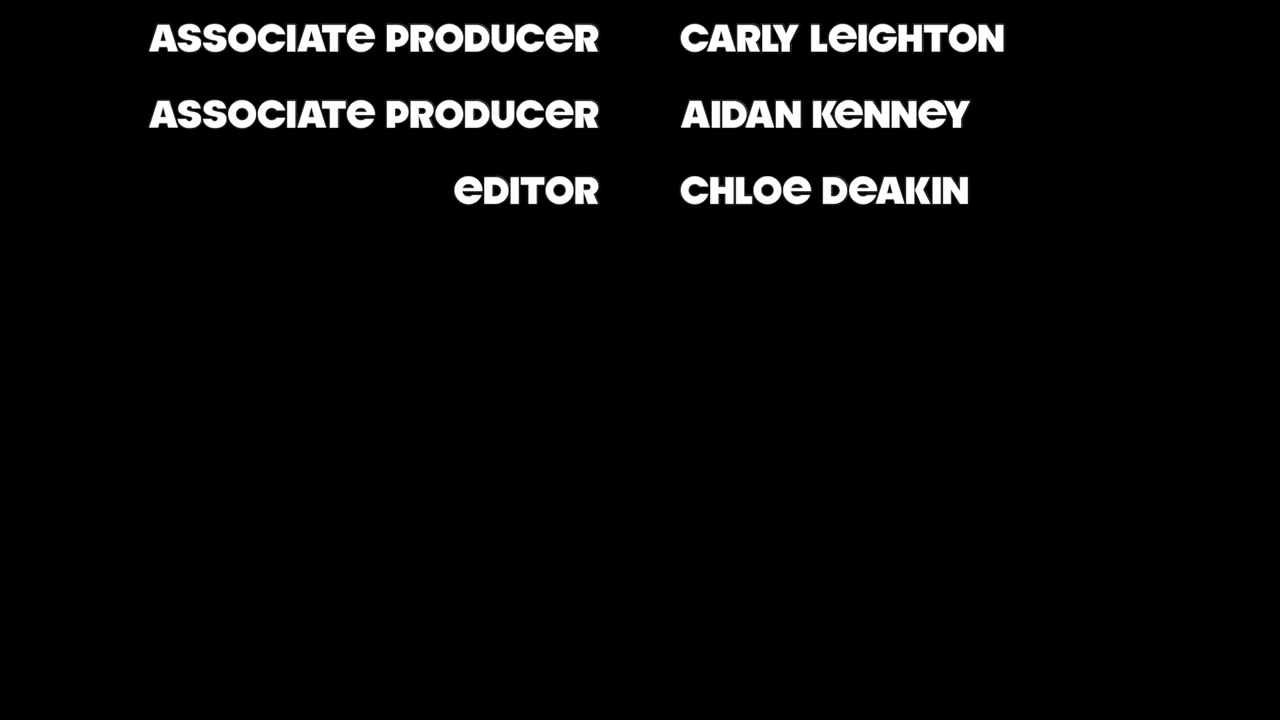 ASSOCIATE PRODUCER CARLY LEIGHTON
ASSOCIATE PRODUCER AIDAN KENNEY
EDITOR CHLOE DEAKIN